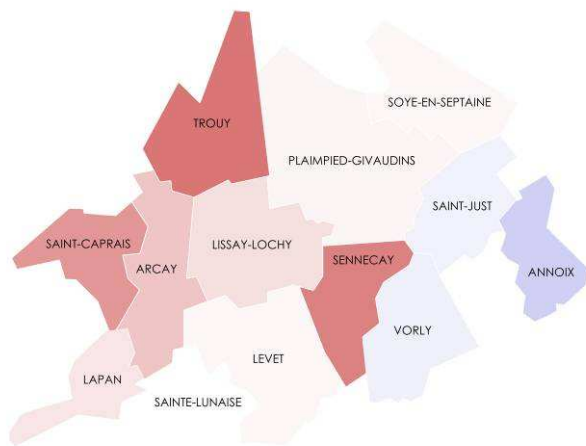 SOYE-EN-SEPTAINE
TROUY
PLAIMPIED-GIVAUDINS
SAINT-JUST
SAINT-CAPRAIS
LISSAY-LOCHY
SENNECAY
ARCAY
ANNOIX
VORLY
LEVET
LAPAN
SAINTE-LUNAISE